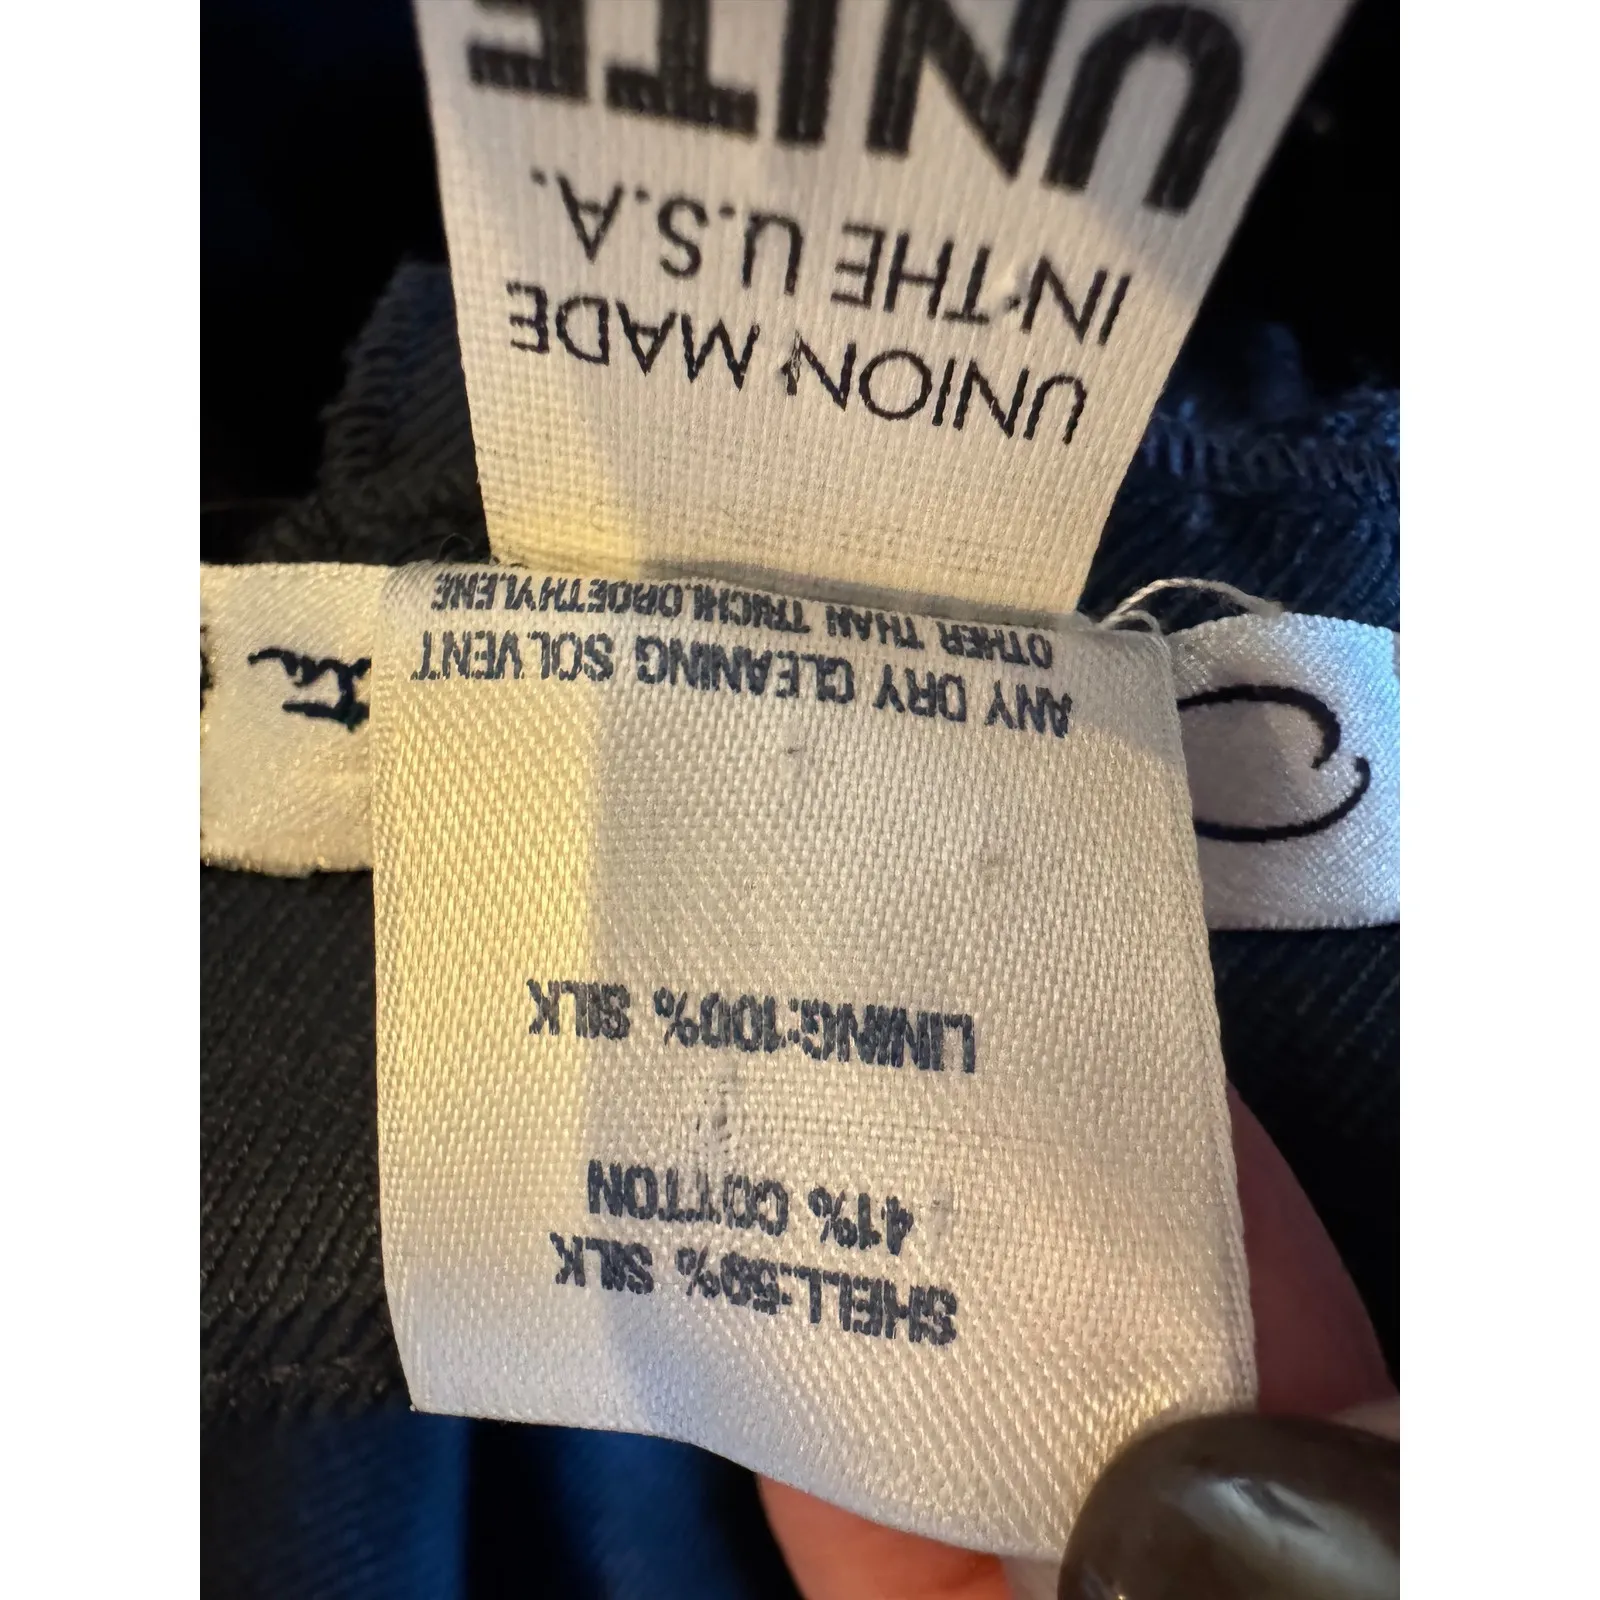 SHELL:59% SILK
41% COTTON
LINING:100% SILK
ANY DRY CLEANING SOLVENT
OTHER THAN TRICHLOROETHYLENE
UNION MADE
IN THE U.S.A.
UNITE